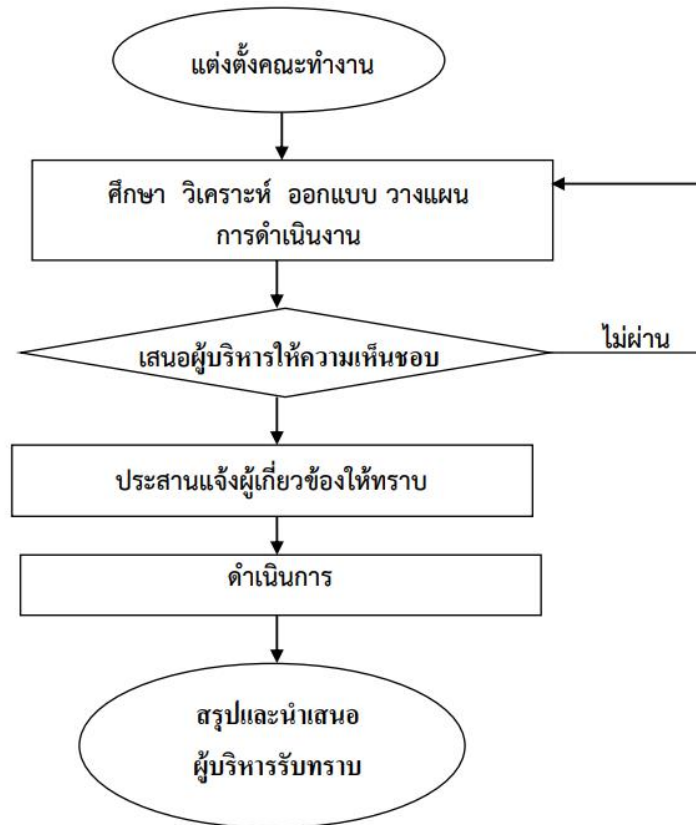 แต่งตั้งคณะทำงาน
ศึกษา วิเคราะห์ ออกแบบ วางแผน
การดำเนินงาน
ไม่ผ่าน
เสนอผู้บริหารให้ความเห็นชอบ
ประสานแจ้งผู้เกี่ยวข้องให้ทราบ
ดำเนินการ
สรุปและนำเสนอ
ผู้บริหารรับทราบ